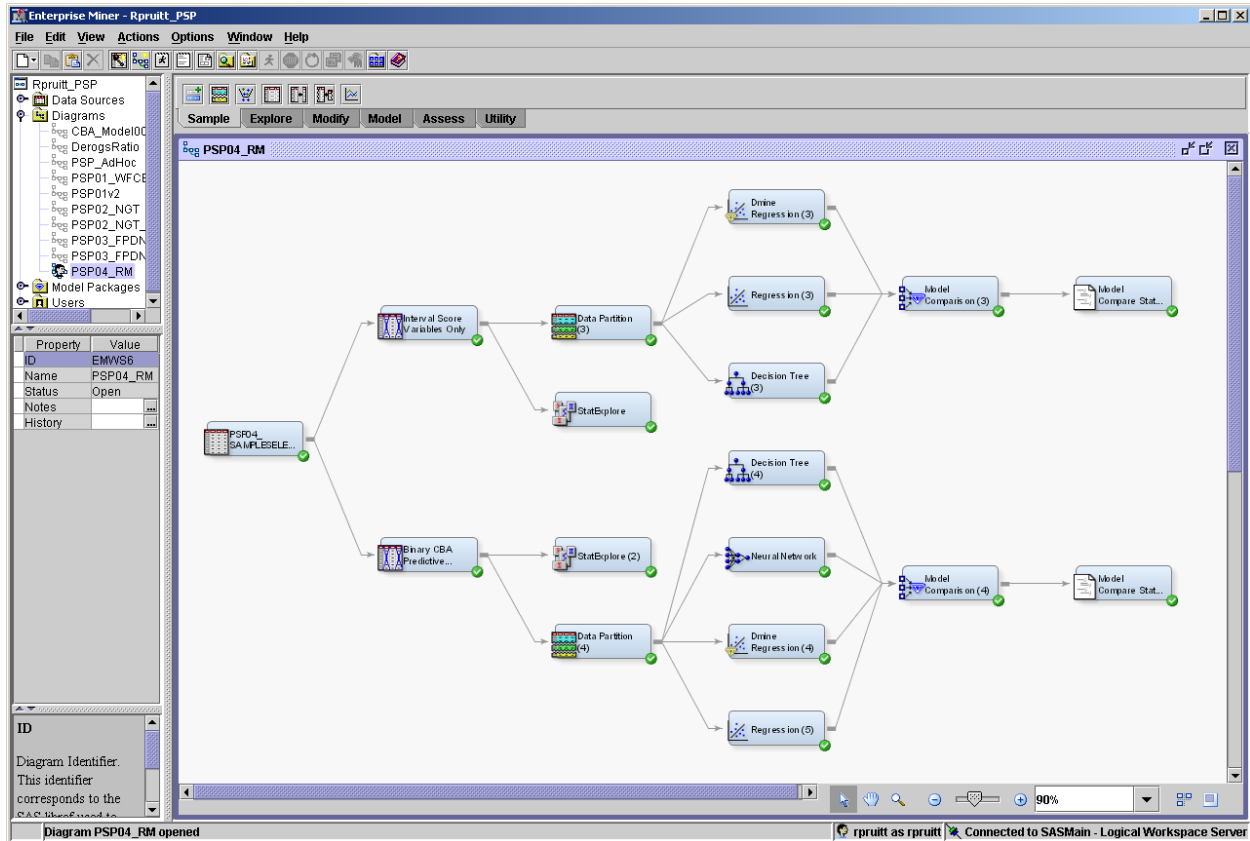 Enterprise Miner - Rpruitt_PSP
File Edit View Actions Options Window Help
Rpruitt_PSP
Data Sources
Diagrams
CBA_Model00
DerogsRatio
PSP_AdHoc
PSP01_WFCE
PSP01v2
PSP02_NGT
PSP02_NGT_
PSP03_FPDN
PSP03_FPDN
PSP04_RM
Model Packages
Users
Property Value
ID EMWS6
Name PSP04_RM
Status Open
Notes ...
History ...
ID
Diagram Identifier.
This identifier
corresponds to the
SAS libref used to
Sample Explore Modify Model Assess Utility
PSP04_RM
Dmine
Regression (3)
Regression (3)
Decision Tree
(3)
Model
Comparison (3)
Model
Compare Stat...
Interval Score
Variables Only
Data Partition
(3)
StatExplore
PSP04_
SAMPLESELE...
Binary CBA
Predictive...
StatExplore (2)
Data Partition
(4)
Decision Tree
(4)
Neural Network
Dmine
Regression (4)
Regression (5)
Model
Comparison (4)
Model
Compare Stat...
90%
Diagram PSP04_RM opened
rpruitt as rpruitt Connected to SASMain - Logical Workspace Server